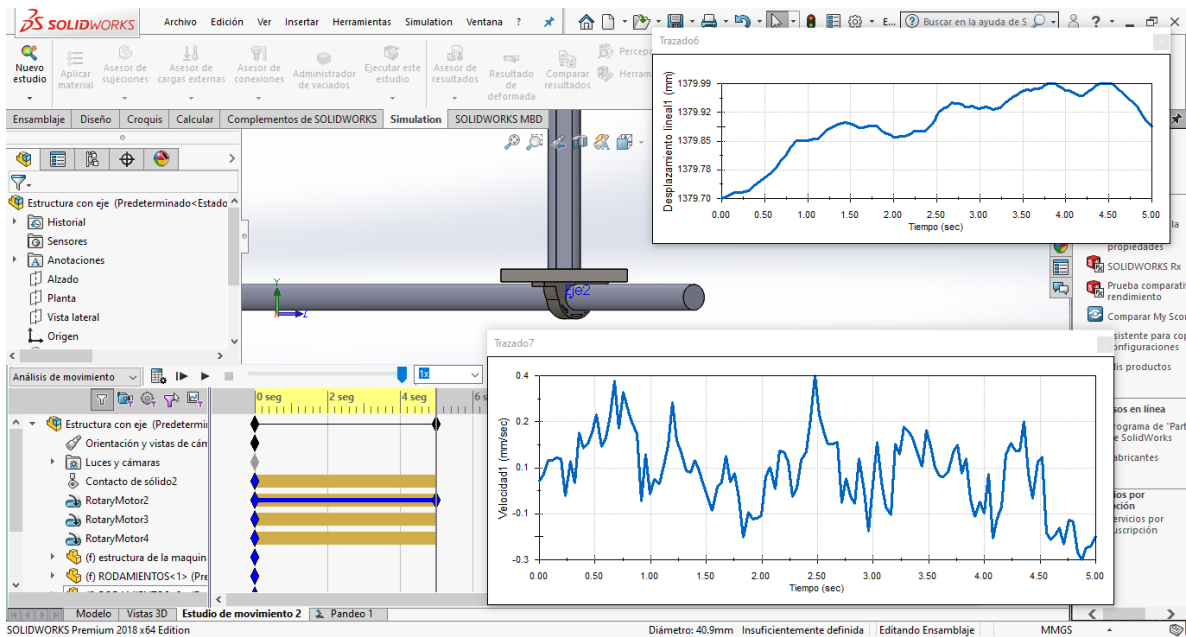 SOLIDWORKS
Archivo Edición Ver Insertar Herramientas Simulation Ventana ?
E...
Buscar en la ayuda de S
?
Nuevo estudio
Aplicar material
Asesor de sujeciones
Asesor de cargas externas
Asesor de conexiones
Administrador de vaciados
Ejecutar este estudio
Asesor de resultados
Resultado de deformada
Comparar resultados
Percep
Herram
Ensamblaje Diseño Croquis Calcular Complementos de SOLIDWORKS Simulation SOLIDWORKS MBD
Estructura con eje (Predeterminado<Estado
Historial
Sensores
Anotaciones
Alzado
Planta
Vista lateral
Origen
Y
Z
Eje2
Trazado6
Desplazamiento lineal1 (mm)
1379.99
1379.92
1379.85
1379.78
1379.70
0.00 0.50 1.00 1.50 2.00 2.50 3.00 3.50 4.00 4.50 5.00
Tiempo (sec)
la
propiedades
SOLIDWORKS Rx
Prueba comparativ
rendimiento
Comparar My Scor
sistente para cop
onfiguraciones
is productos
sos en línea
rograma de "Part
e SolidWorks
abricantes
ios por
pción
ervicios por
uscripción
Trazado7
Velocidad1 (mm/sec)
0.4
0.2
0.1
-0.1
-0.3
0.00 0.50 1.00 1.50 2.00 2.50 3.00 3.50 4.00 4.50 5.00
Tiempo (sec)
Análisis de movimiento
1x
0 seg 2 seg 4 seg 6 s
Estructura con eje (Predetermin
Orientación y vistas de cán
Luces y cámaras
Contacto de sólido2
RotaryMotor2
RotaryMotor3
RotaryMotor4
(f) estructura de la maquin
(f) RODAMIENTOS<1> (Pre
Modelo Vistas 3D Estudio de movimiento 2 Pandeo 1
SOLIDWORKS Premium 2018 x64 Edition
Diámetro: 40.9mm Insuficientemente definida Editando Ensamblaje MMGS